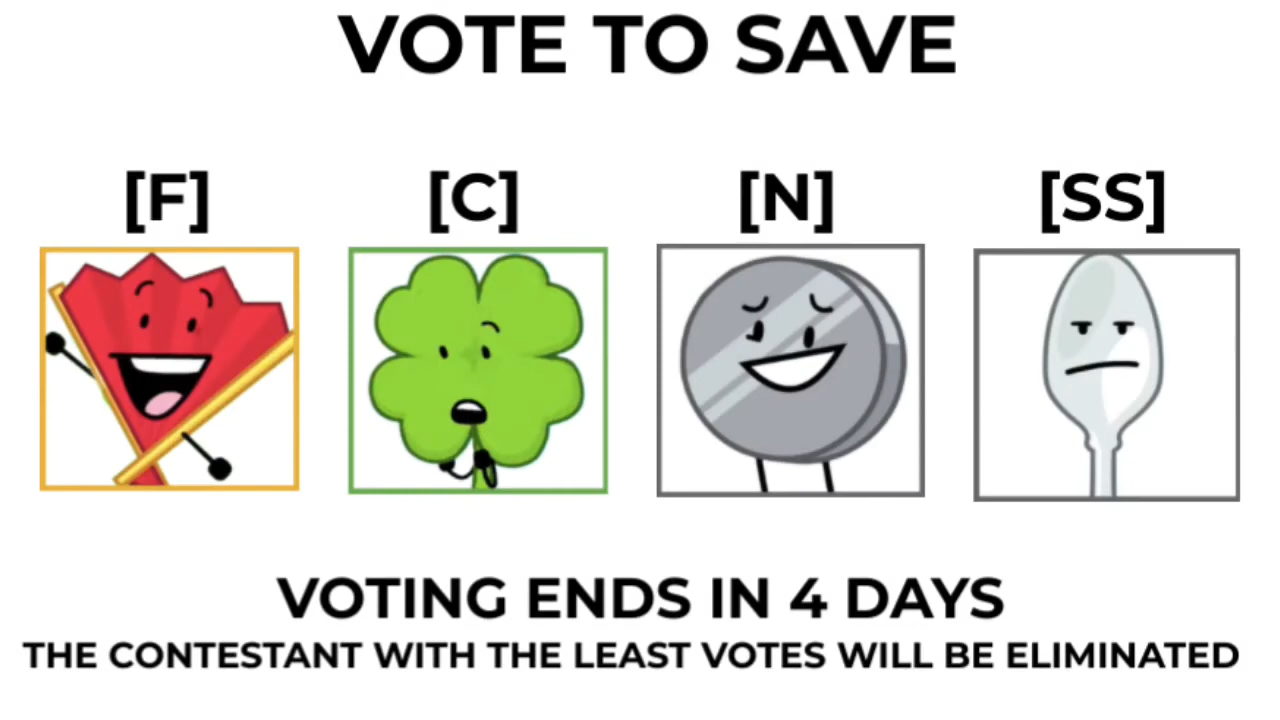 VOTE TO SAVE
[F] [C] [N] [SS]
VOTING ENDS IN 4 DAYS
THE CONTESTANT WITH THE LEAST VOTES WILL BE ELIMINATED